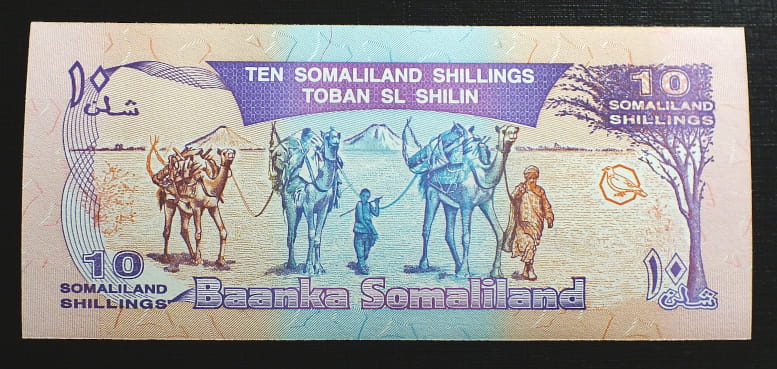 ١٠
شلن
TEN SOMALILAND SHILLINGS
TOBAN SL SHILIN
10
SOMALILAND
SHILLINGS
10
SOMALILAND
SHILLINGS
Baanka Somaliland
١٠
شلن